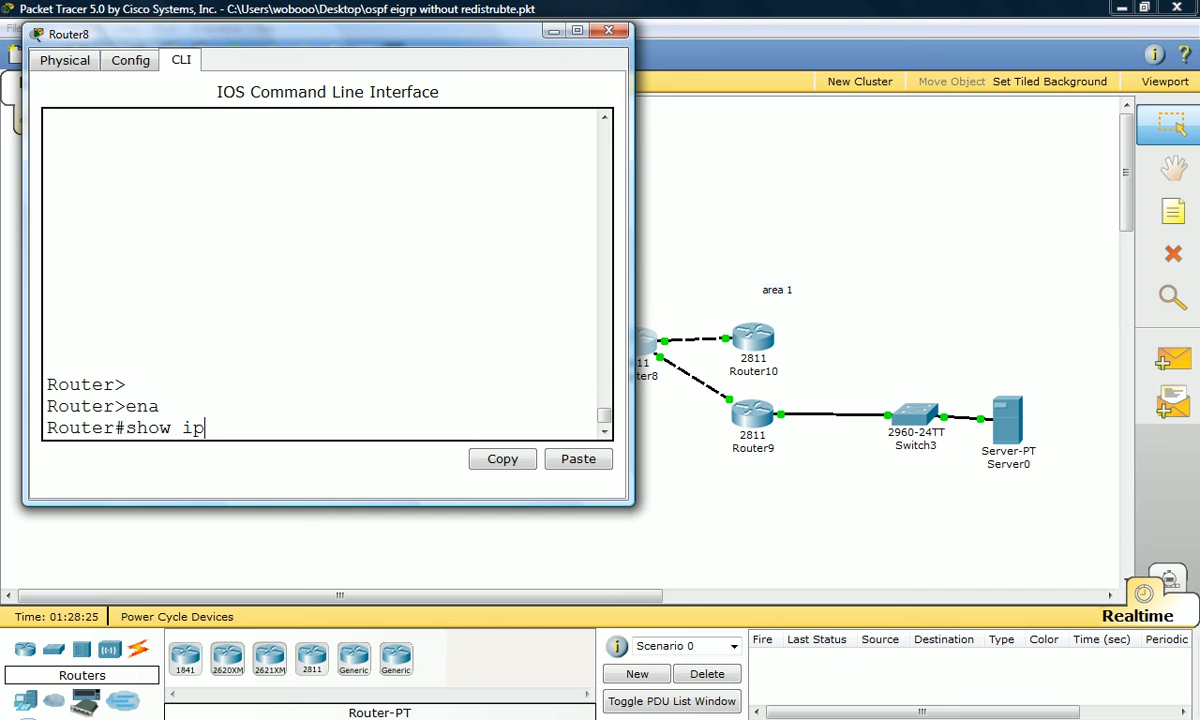 Packet Tracer 5.0 by Cisco Systems, Inc. - C:\Users\wobooo\Desktop\ospf eigrp without redistrubte.pkt
Router8
Physical
Config
CLI
IOS Command Line Interface
Router>
Router>ena
Router#show ip
Copy
Paste
New Cluster
Move Object
Set Tiled Background
Viewport
area 1
2811
Router10
2811
Router9
2960-24TT
Switch3
Server-PT
Server0
Time: 01:28:25
Power Cycle Devices
Realtime
Routers
1841
2620XM
2621XM
2811
Generic
Generic
Router-PT
Scenario 0
New
Delete
Toggle PDU List Window
Fire
Last Status
Source
Destination
Type
Color
Time (sec)
Periodic